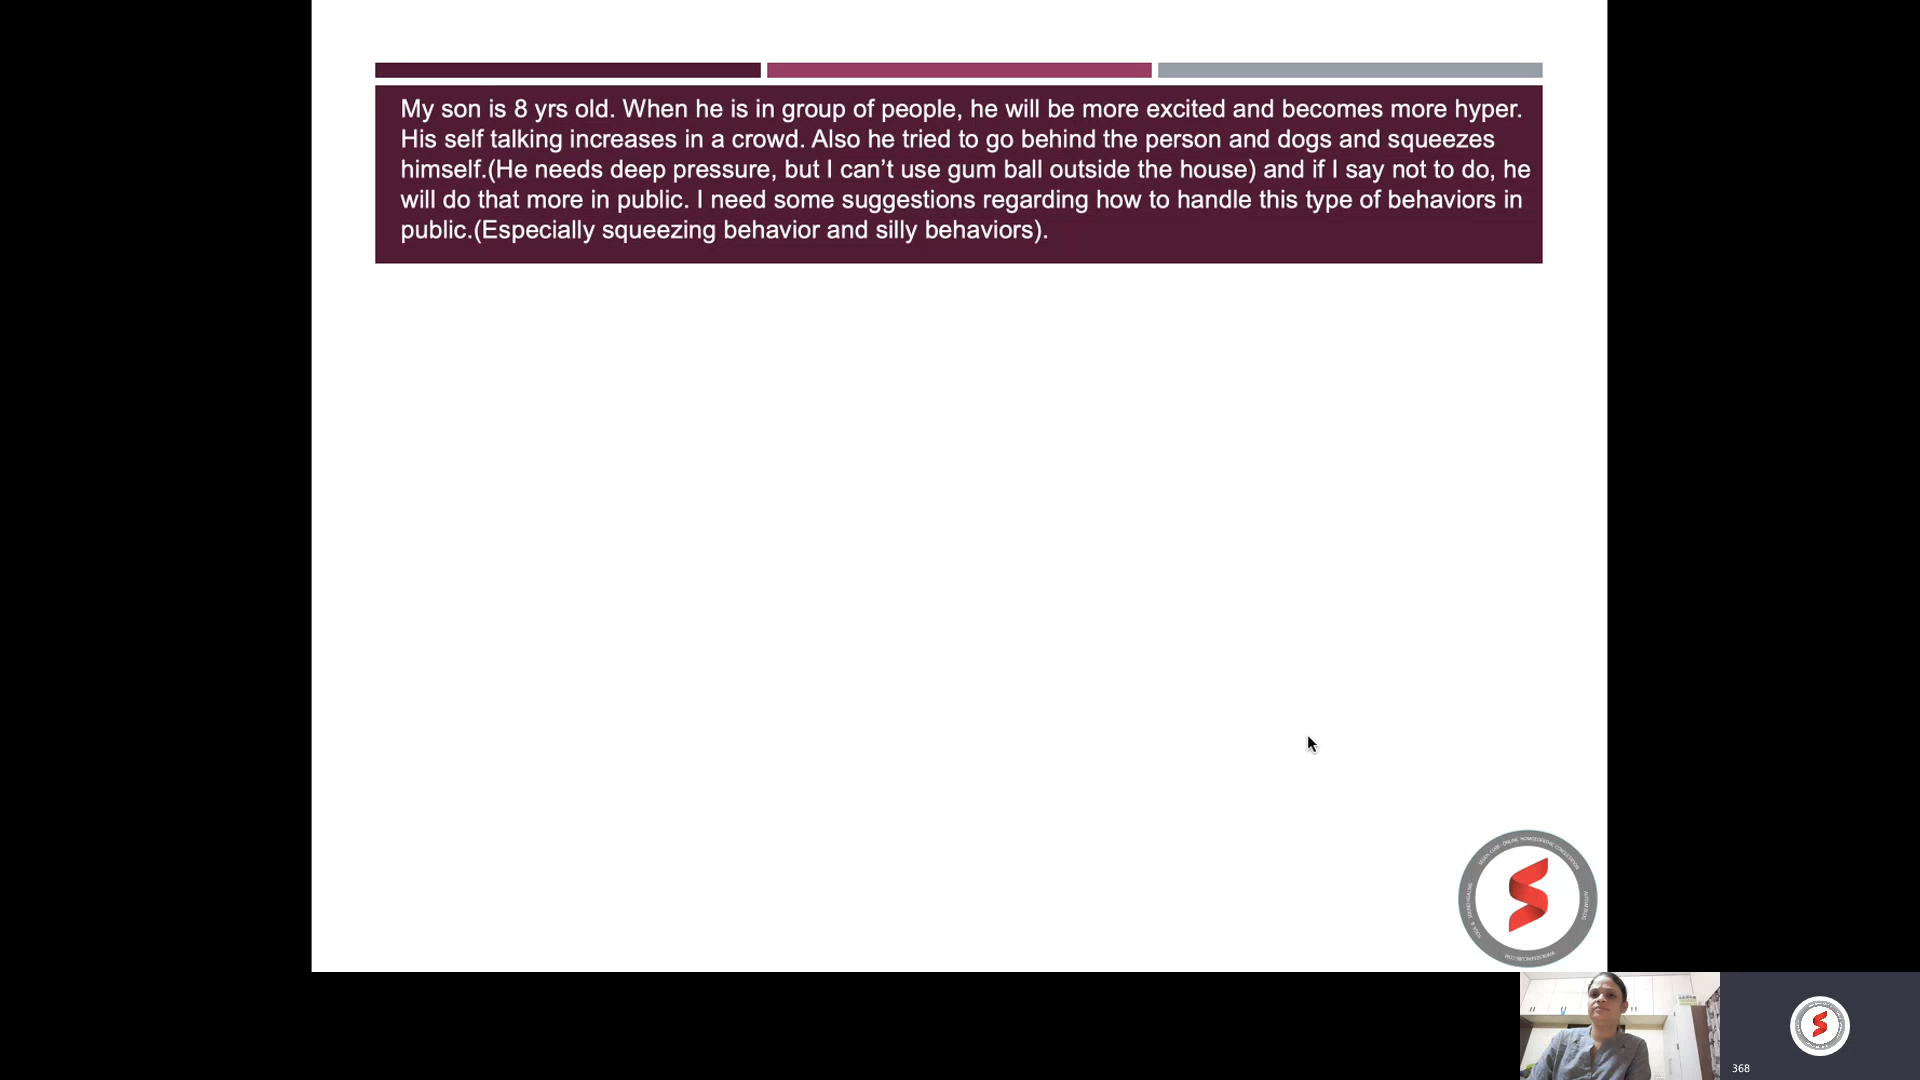 My son is 8 yrs old. When he is in group of people, he will be more excited and becomes more hyper.
His self talking increases in a crowd. Also he tried to go behind the person and dogs and squeezes
himself.(He needs deep pressure, but I can’t use gum ball outside the house) and if I say not to do, he
will do that more in public. I need some suggestions regarding how to handle this type of behaviors in
public.(Especially squeezing behavior and silly behaviors).
368